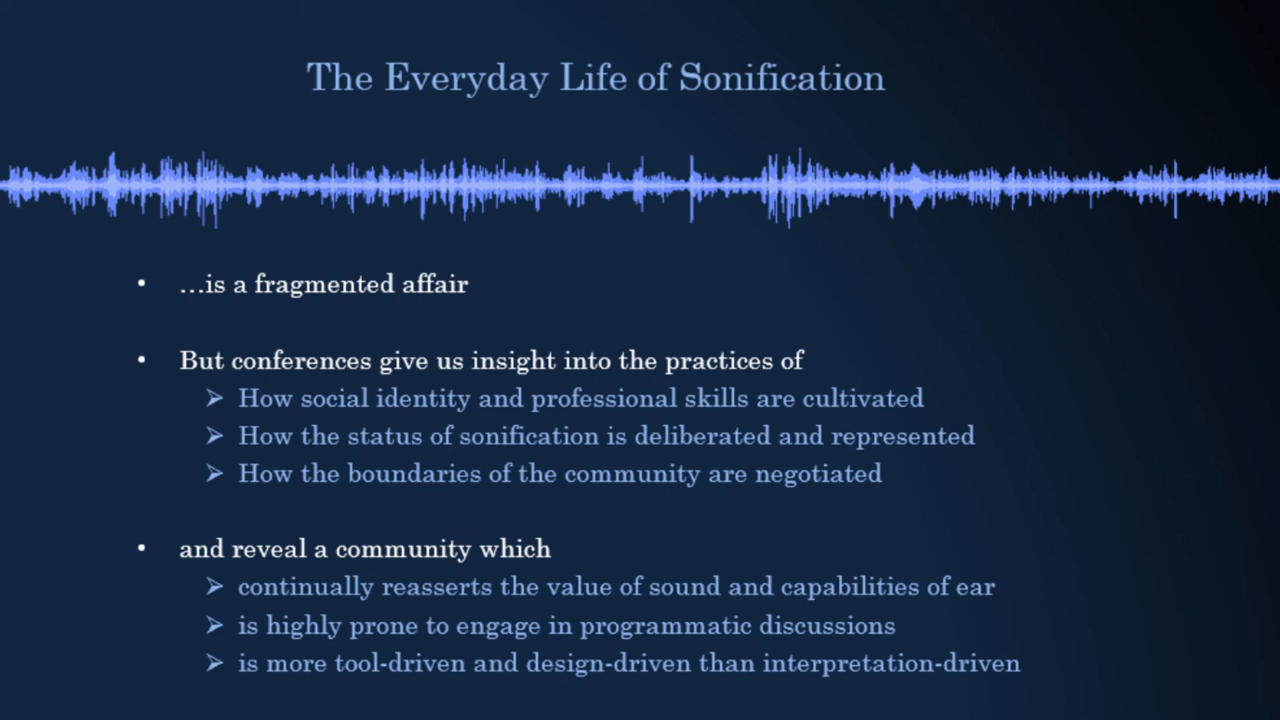 The Everyday Life of Sonification
• …is a fragmented affair
• But conferences give us insight into the practices of
➢ How social identity and professional skills are cultivated
➢ How the status of sonification is deliberated and represented
➢ How the boundaries of the community are negotiated
• and reveal a community which
➢ continually reasserts the value of sound and capabilities of ear
➢ is highly prone to engage in programmatic discussions
➢ is more tool-driven and design-driven than interpretation-driven